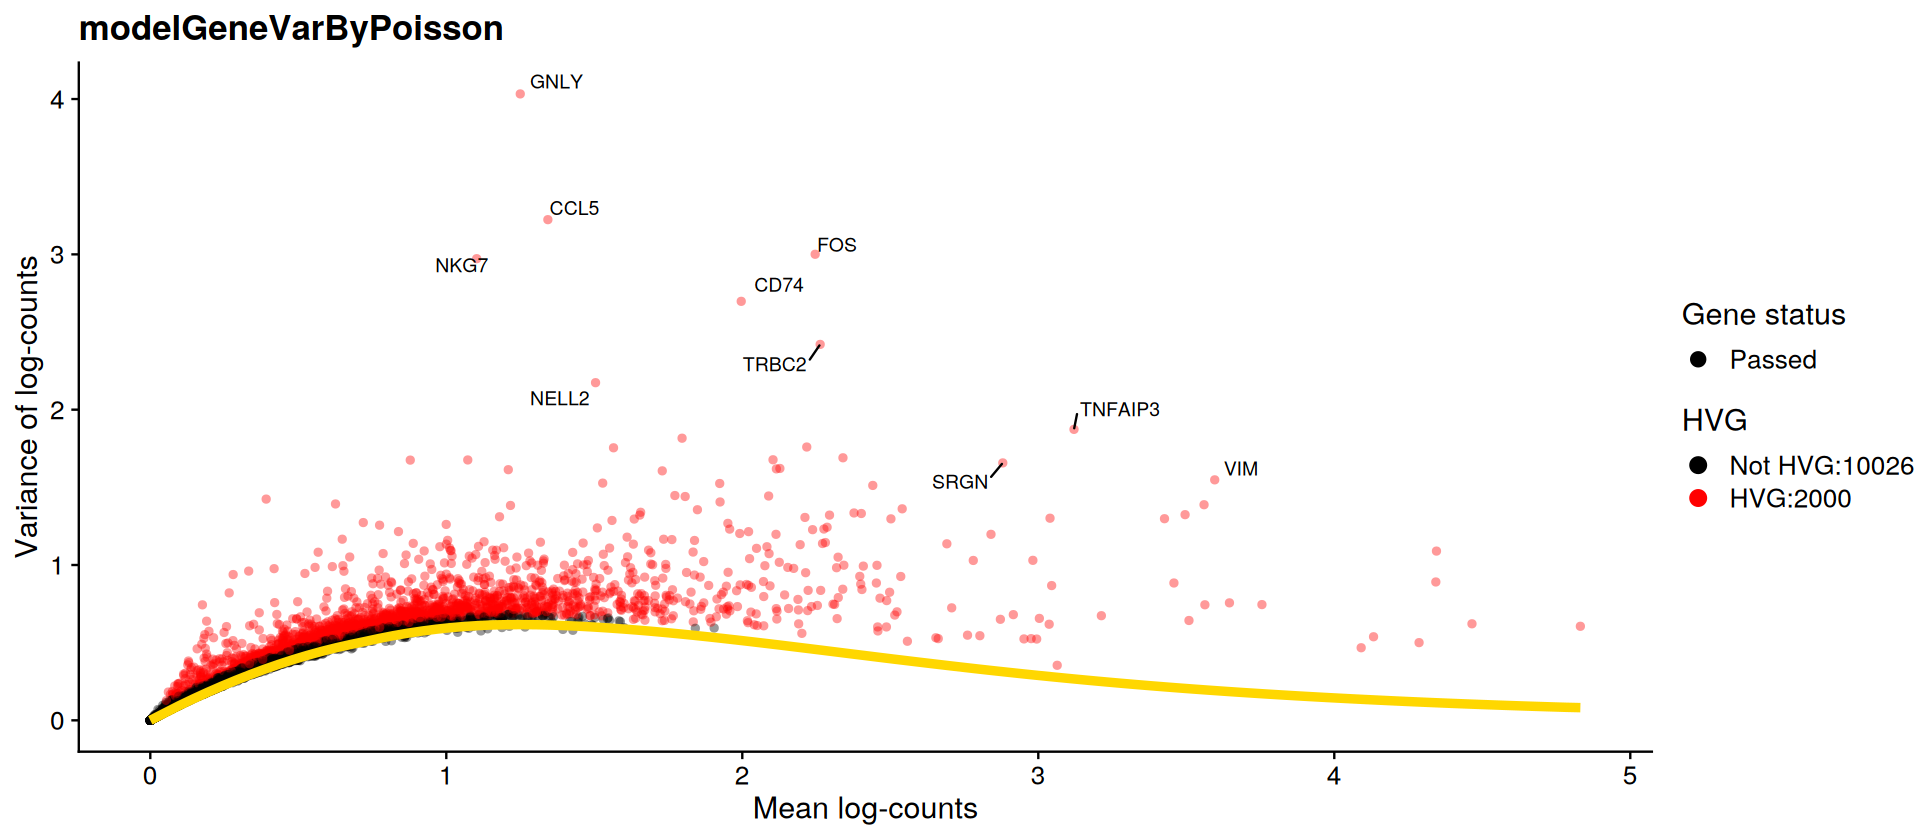 modelGeneVarByPoisson
Variance of log-counts
4
3
2
1
0
GNLY
CCL5
NKG7
FOS
CD74
TRBC2
NELL2
TNFAIP3
SRGN
VIM
0 1 2 3 4 5
Mean log-counts
Gene status
Passed
HVG
Not HVG:10026
HVG:2000